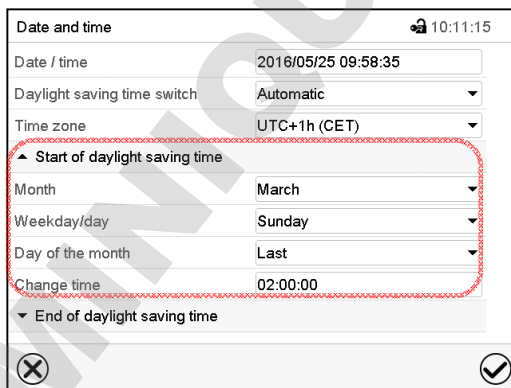 Date and time 10:11:15
Date / time 2016/05/25 09:58:35
Daylight saving time switch Automatic
Time zone UTC+1h (CET)
Start of daylight saving time
Month March
Weekday/day Sunday
Day of the month Last
Change time 02:00:00
End of daylight saving time